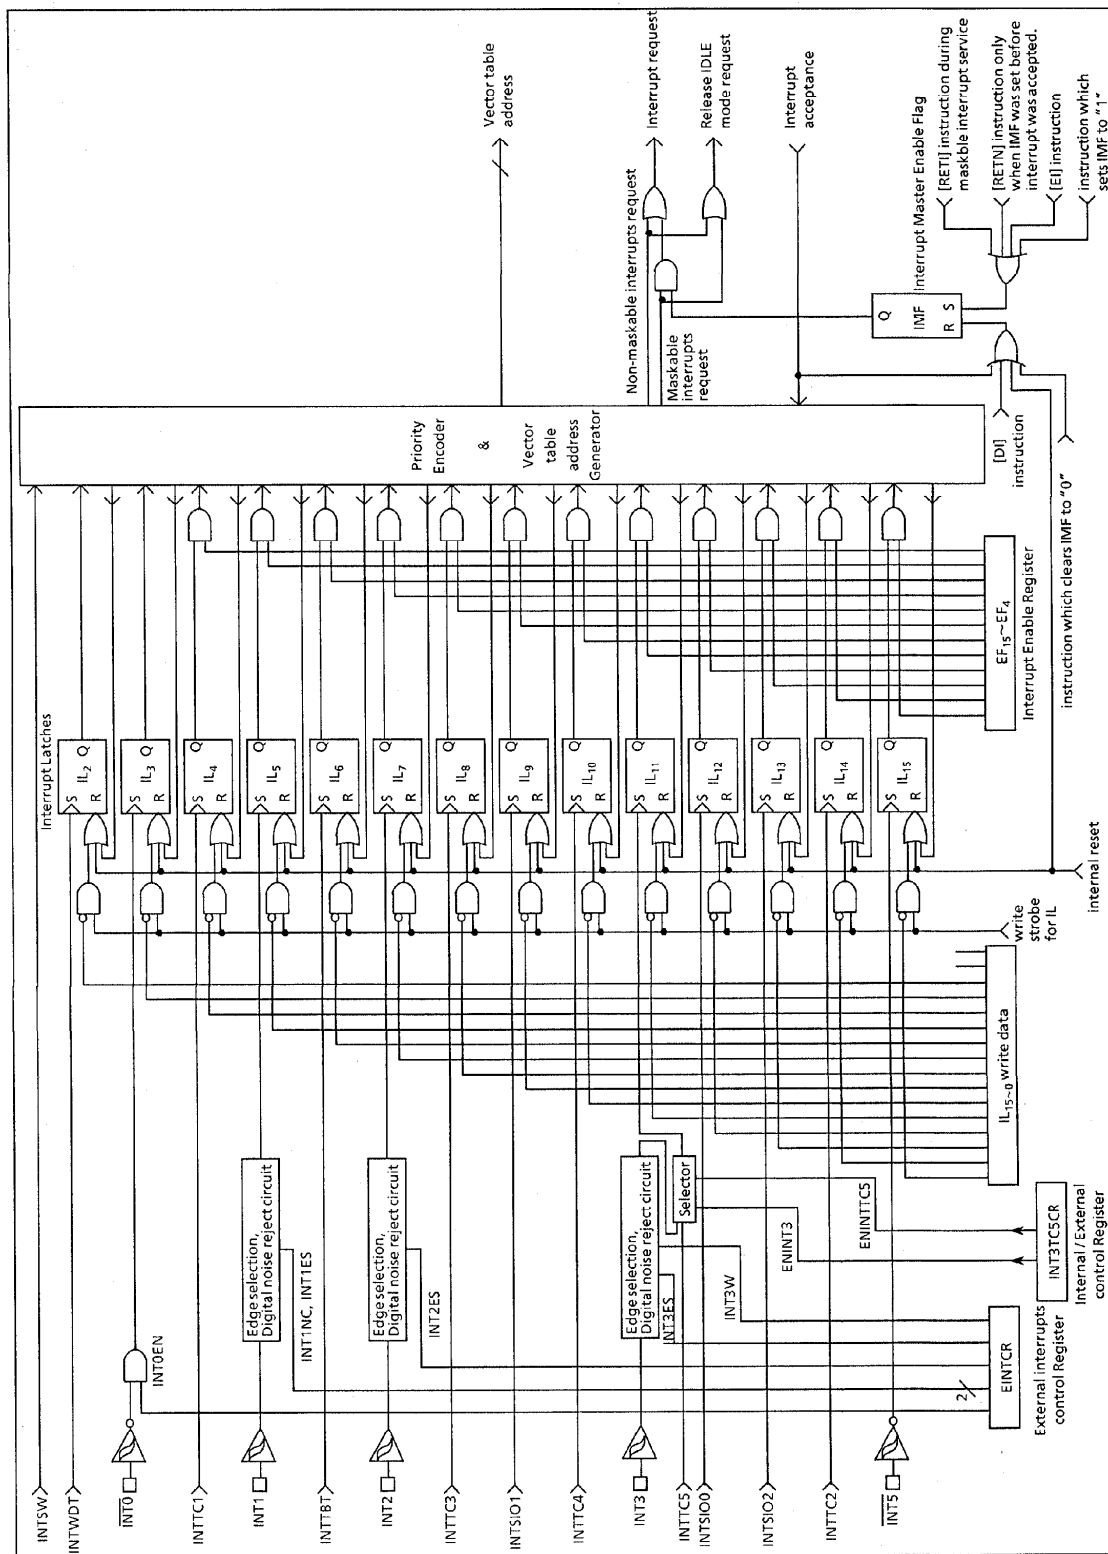 INTSW
INTWDT
INT0
INTTC1
INT1
INTTBT
INT2
INTTC3
INTSIO1
INTTC4
INT3
INTTC5
INTSIO0
INTSIO2
INTTC2
INT5
INT0EN
Edge selection,
Digital noise reject circuit
INT1NC, INT1ES
Edge selection,
Digital noise reject circuit
INT2ES
Edge selection,
Digital noise reject circuit
INT3ES
INT3W
Selector
ENINT3
ENINTTC5
2
EINTCR
External interrupts
control Register
INT3TC5CR
Internal / External
control Register
IL15~0 write data
write
strobe
for IL
internal reset
Interrupt Latches
S IL2 Q
R
S IL3 Q
R
S IL4 Q
R
S IL5 Q
R
S IL6 Q
R
S IL7 Q
R
S IL8 Q
R
S IL9 Q
R
S IL10 Q
R
S IL11 Q
R
S IL12 Q
R
S IL13 Q
R
S IL14 Q
R
S IL15 Q
R
EF15~EF4
Interrupt Enable Register
instruction which clears IMF to "0"
Priority
Encoder
&
Vector
table
address
Generator
[DI]
instruction
Vector table
address
Non-maskable interrupts request
Maskable
interrupts
request
Interrupt request
Release IDLE
mode request
Interrupt
acceptance
Interrupt Master Enable Flag
Q
IMF
R S
[RETI] instruction during
maskble interrupt service
[RETN] instruction only
when IMF was set before
interrupt was accepted.
[EI] instruction
instruction which
sets IMF to "1"